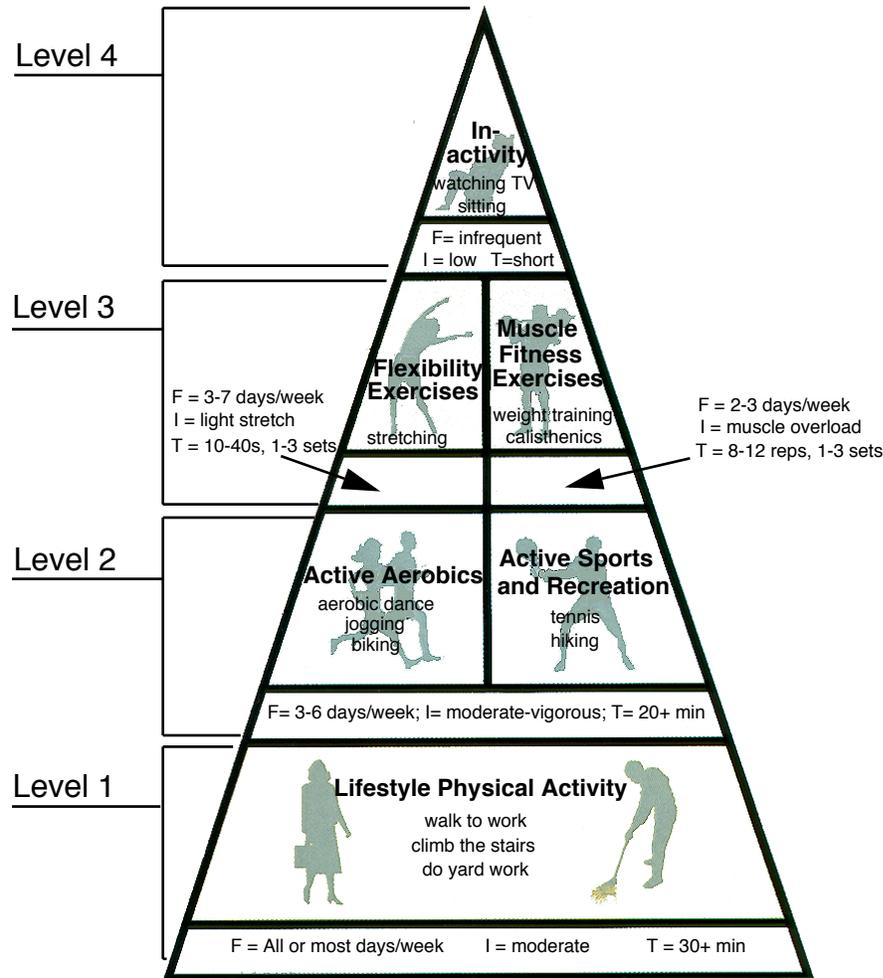 Level 4
In-
activity
watching TV
sitting
F= infrequent
I = low T=short
Level 3
Flexibility
Exercises
stretching
Muscle
Fitness
Exercises
weight training
calisthenics
F = 3-7 days/week
I = light stretch
T = 10-40s, 1-3 sets
F = 2-3 days/week
I = muscle overload
T = 8-12 reps, 1-3 sets
Level 2
Active Aerobics
aerobic dance
jogging
biking
Active Sports
and Recreation
tennis
hiking
F= 3-6 days/week; I= moderate-vigorous; T= 20+ min
Level 1
Lifestyle Physical Activity
walk to work
climb the stairs
do yard work
F = All or most days/week I = moderate T = 30+ min